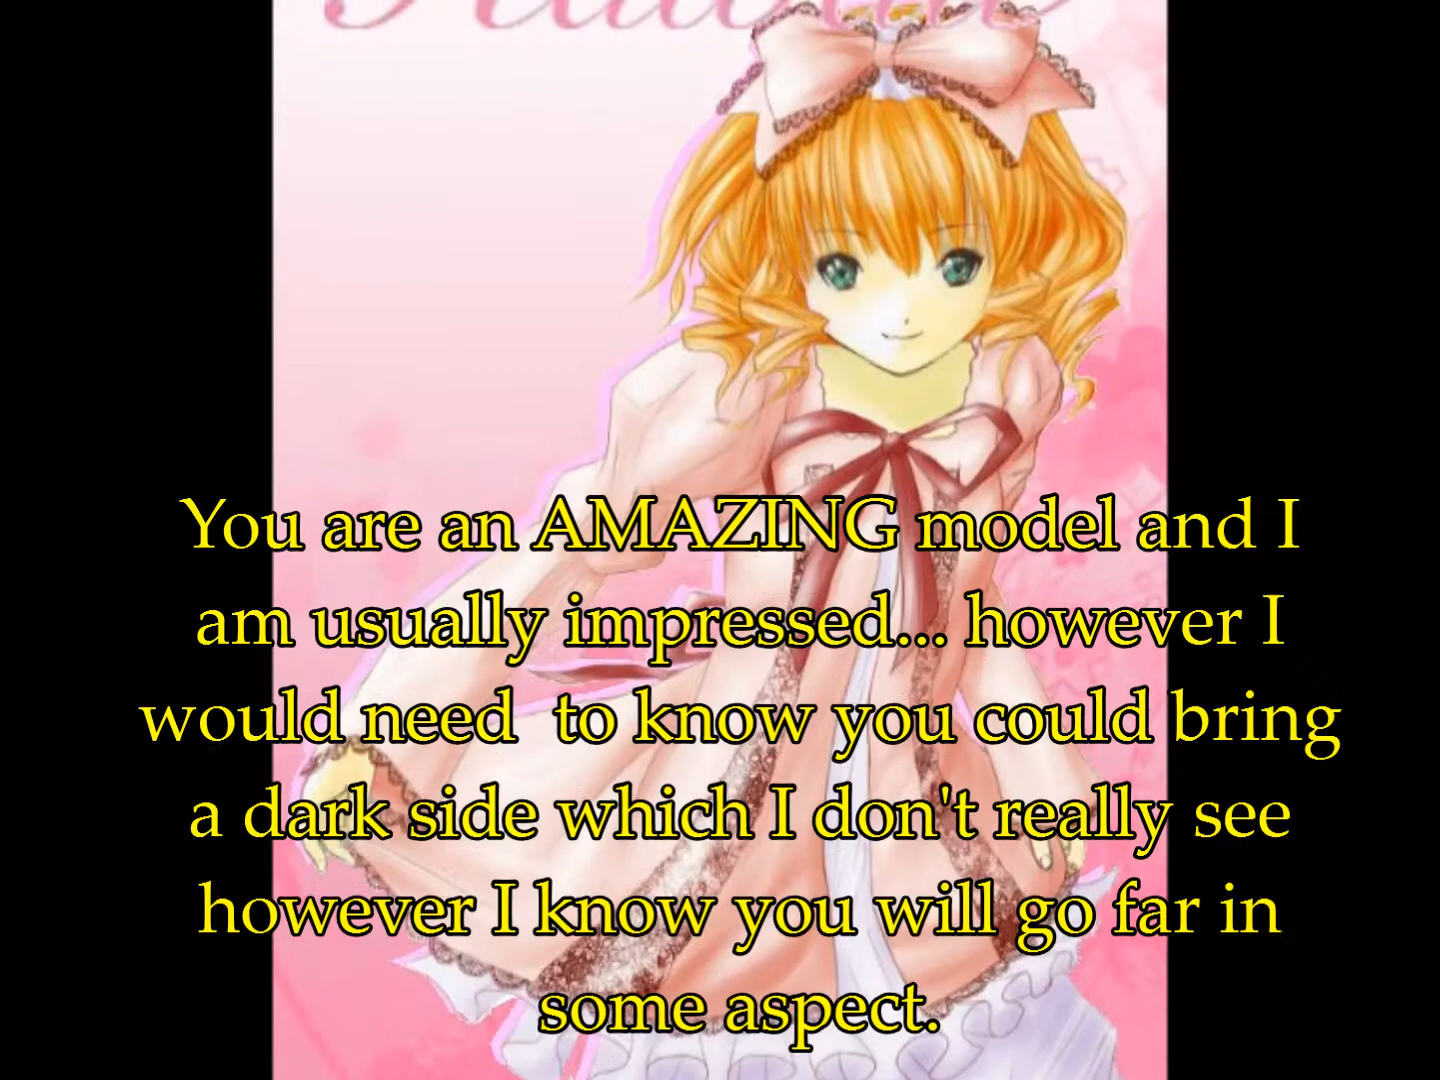 You are an AMAZING model and I
am usually impressed... however I
would need  to know you could bring
a dark side which I don't really see
however I know you will go far in
some aspect.